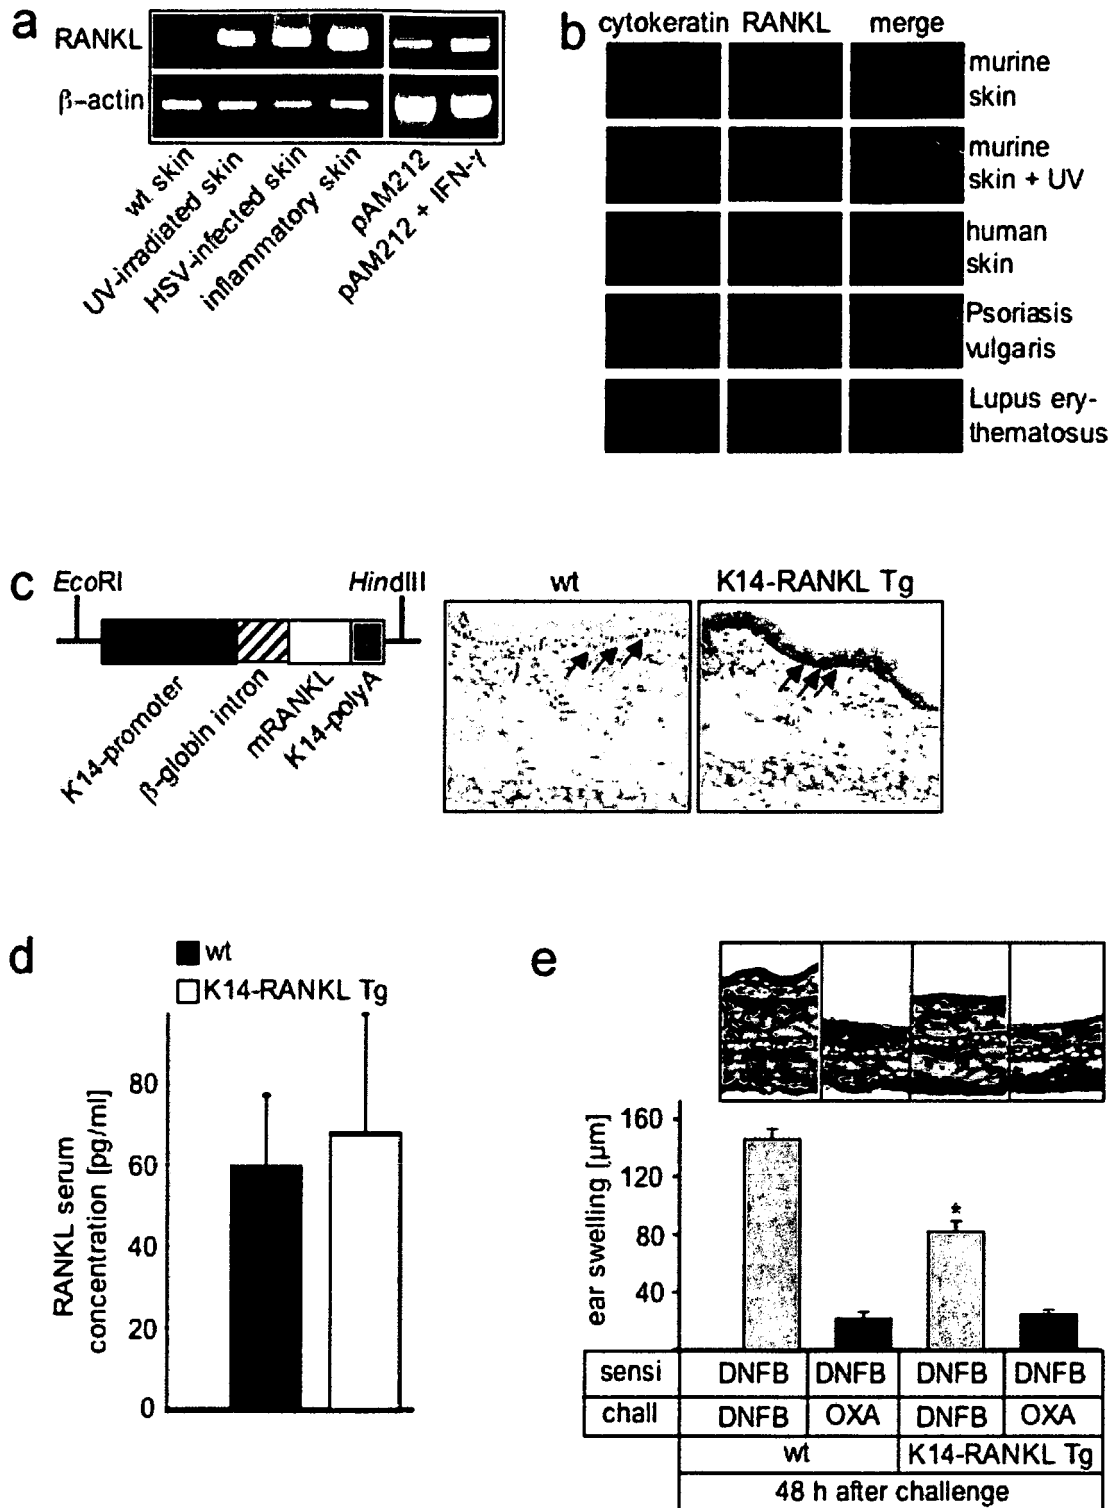 a
RANKL
β-actin
wt skin
UV-irradiated skin
HSV-infected skin
inflammatory skin
pAM212
pAM212 + IFN-γ
b
cytokeratin RANKL merge
murine
skin
murine
skin + UV
human
skin
Psoriasis
vulgaris
Lupus ery-
thematosus
c
EcoRI HindIII
K14-promoter
β-globin intron
mRANKL
K14-polyA
wt
K14-RANKL Tg
d
wt
K14-RANKL Tg
RANKL serum
concentration [pg/ml]
80
60
40
20
0
e
ear swelling [µm]
160
120
80
40
*
sensi DNFB DNFB DNFB DNFB
chall DNFB OXA DNFB OXA
wt K14-RANKL Tg
48 h after challenge